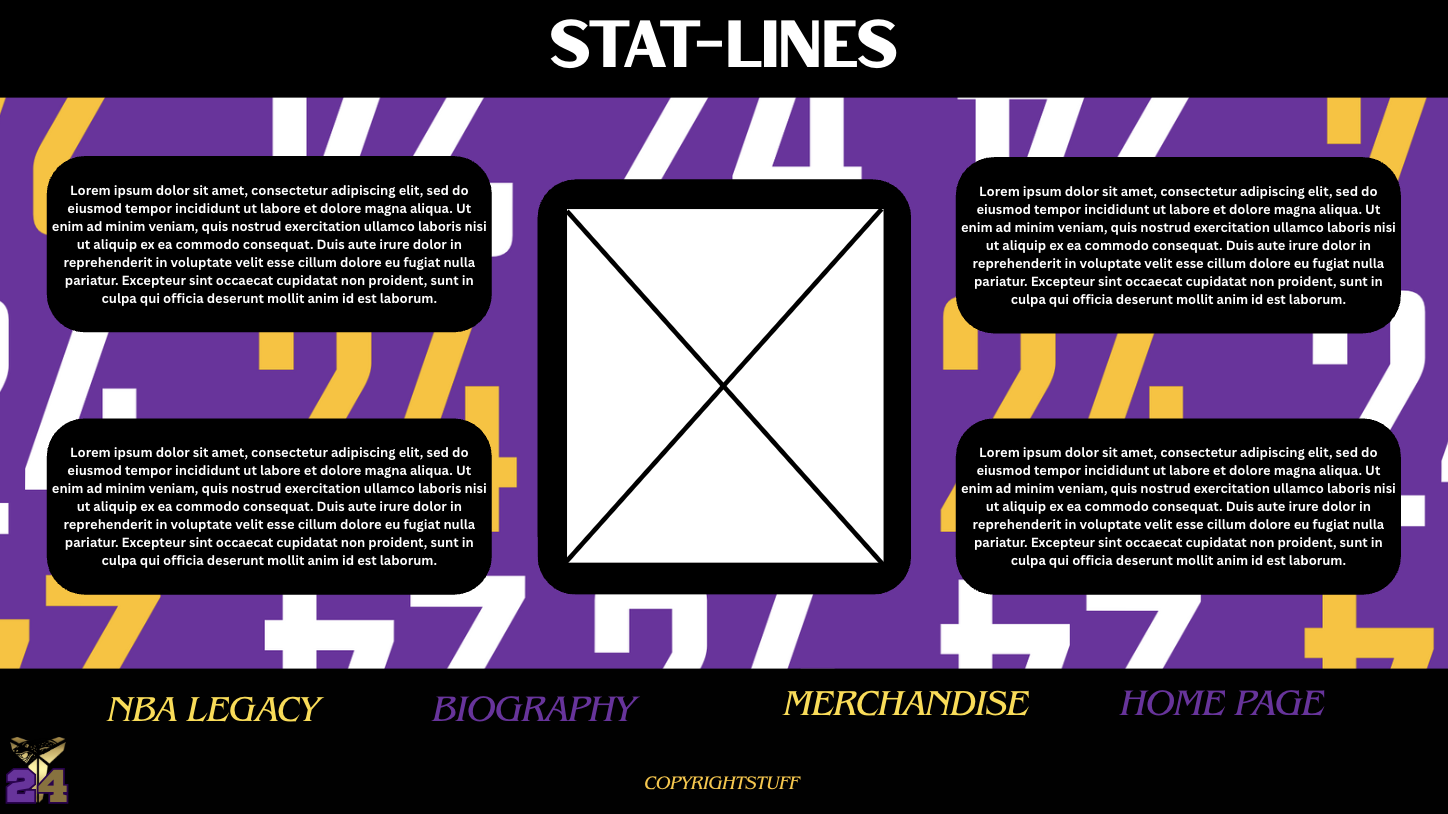 STAT-LINES
Lorem ipsum dolor sit amet, consectetur adipiscing elit, sed do
eiusmod tempor incididunt ut labore et dolore magna aliqua. Ut
enim ad minim veniam, quis nostrud exercitation ullamco laboris nisi
ut aliquip ex ea commodo consequat. Duis aute irure dolor in
reprehenderit in voluptate velit esse cillum dolore eu fugiat nulla
pariatur. Excepteur sint occaecat cupidatat non proident, sunt in
culpa qui officia deserunt mollit anim id est laborum.
Lorem ipsum dolor sit amet, consectetur adipiscing elit, sed do
eiusmod tempor incididunt ut labore et dolore magna aliqua. Ut
enim ad minim veniam, quis nostrud exercitation ullamco laboris nisi
ut aliquip ex ea commodo consequat. Duis aute irure dolor in
reprehenderit in voluptate velit esse cillum dolore eu fugiat nulla
pariatur. Excepteur sint occaecat cupidatat non proident, sunt in
culpa qui officia deserunt mollit anim id est laborum.
Lorem ipsum dolor sit amet, consectetur adipiscing elit, sed do
eiusmod tempor incididunt ut labore et dolore magna aliqua. Ut
enim ad minim veniam, quis nostrud exercitation ullamco laboris nisi
ut aliquip ex ea commodo consequat. Duis aute irure dolor in
reprehenderit in voluptate velit esse cillum dolore eu fugiat nulla
pariatur. Excepteur sint occaecat cupidatat non proident, sunt in
culpa qui officia deserunt mollit anim id est laborum.
Lorem ipsum dolor sit amet, consectetur adipiscing elit, sed do
eiusmod tempor incididunt ut labore et dolore magna aliqua. Ut
enim ad minim veniam, quis nostrud exercitation ullamco laboris nisi
ut aliquip ex ea commodo consequat. Duis aute irure dolor in
reprehenderit in voluptate velit esse cillum dolore eu fugiat nulla
pariatur. Excepteur sint occaecat cupidatat non proident, sunt in
culpa qui officia deserunt mollit anim id est laborum.
24
24
24
NBA LEGACY BIOGRAPHY MERCHANDISE HOME PAGE
24
COPYRIGHTSTUFF